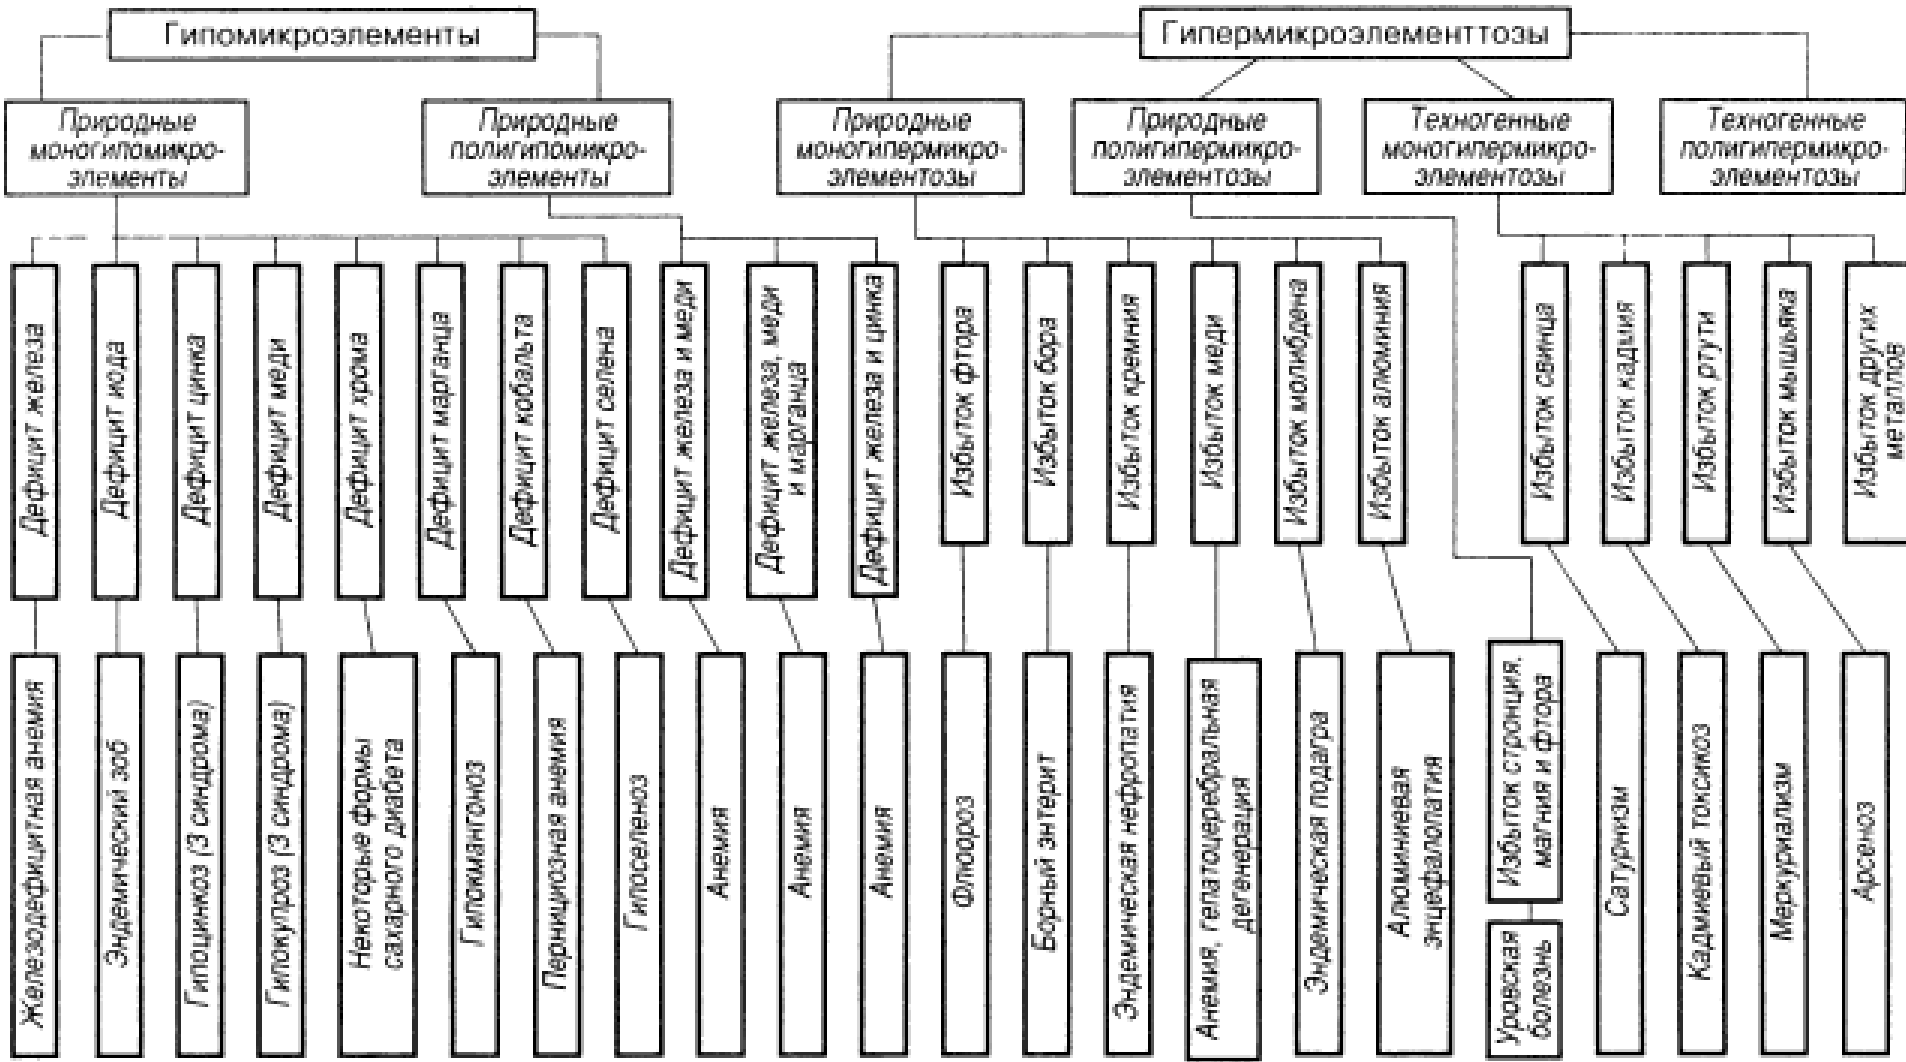 Гипомикроэлементы
Гипермикроэлементтозы
Природные
моногипомикро-
элементы
Природные
полигипомикро-
элементы
Природные
моногипермикро-
элементозы
Природные
полигипермикро-
элементозы
Техногенные
моногипермикро-
элементозы
Техногенные
полигипермикро-
элементозы
Дефицит железа
Дефицит иода
Дефицит цинка
Дефицит меди
Дефицит хрома
Дефицит марганца
Дефицит кобальта
Дефицит селена
Дефицит железа и меди
Дефицит железа, меди
и марганца
Дефицит железа и цинка
Избыток фтора
Избыток бора
Избыток кремния
Избыток меди
Избыток молибдена
Избыток алюминия
Избыток свинца
Избыток кадмия
Избыток ртути
Избыток мышьяка
Избыток других
металлов
Железодефицитная анемия
Эндемический зоб
Гипоцинкоз (3 синдрома)
Гипокупроз (3 синдрома)
Некоторые формы
сахарного диабета
Гипомангоноз
Пернициозная анемия
Гипоселеноз
Анемия
Анемия
Анемия
Флюороз
Борный энтерит
Эндемическая нефропатия
Анемия, гепатоцеребральная
дегенерация
Эндемическая подагра
Алюминиевая
энцефалопатия
Избыток стронция,
магния и фтора
Уровская
болезнь
Сатурнизм
Кадмиевый токсикоз
Меркуриализм
Арсеноз